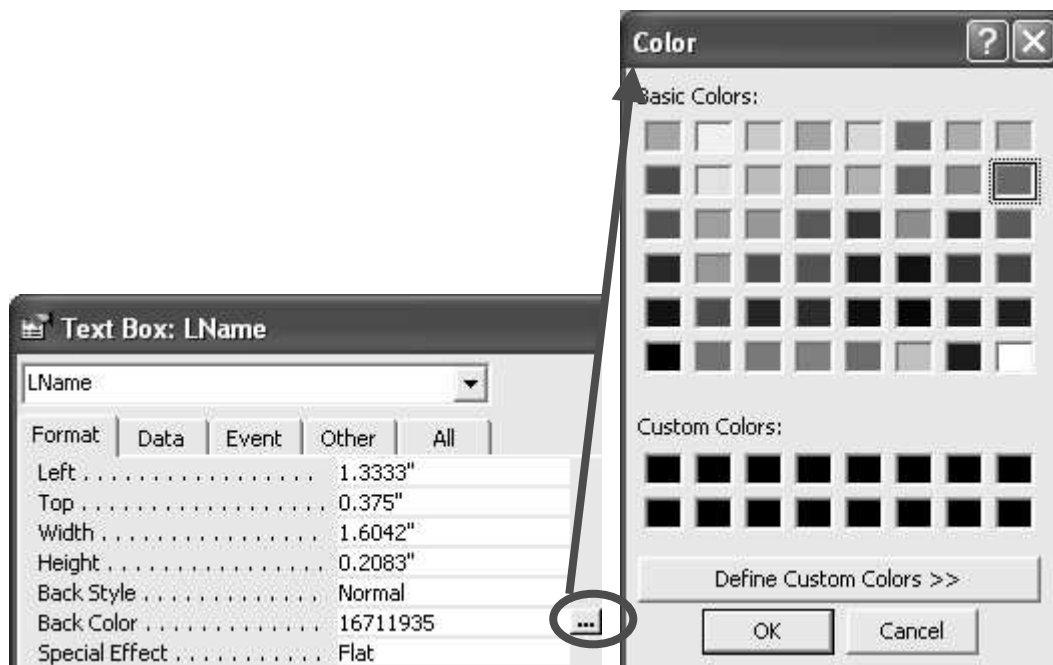 Color
Basic Colors:
Custom Colors:
Define Custom Colors >>
OK Cancel
Text Box: LName
LName
Format Data Event Other All
Left . . . . . . . . . . . . . . . . . . 1.3333"
Top . . . . . . . . . . . . . . . . . . 0.375"
Width . . . . . . . . . . . . . . . . 1.6042"
Height . . . . . . . . . . . . . . . . 0.2083"
Back Style . . . . . . . . . . . . . Normal
Back Color . . . . . . . . . . . . . 16711935 ...
Special Effect . . . . . . . . . . . Flat